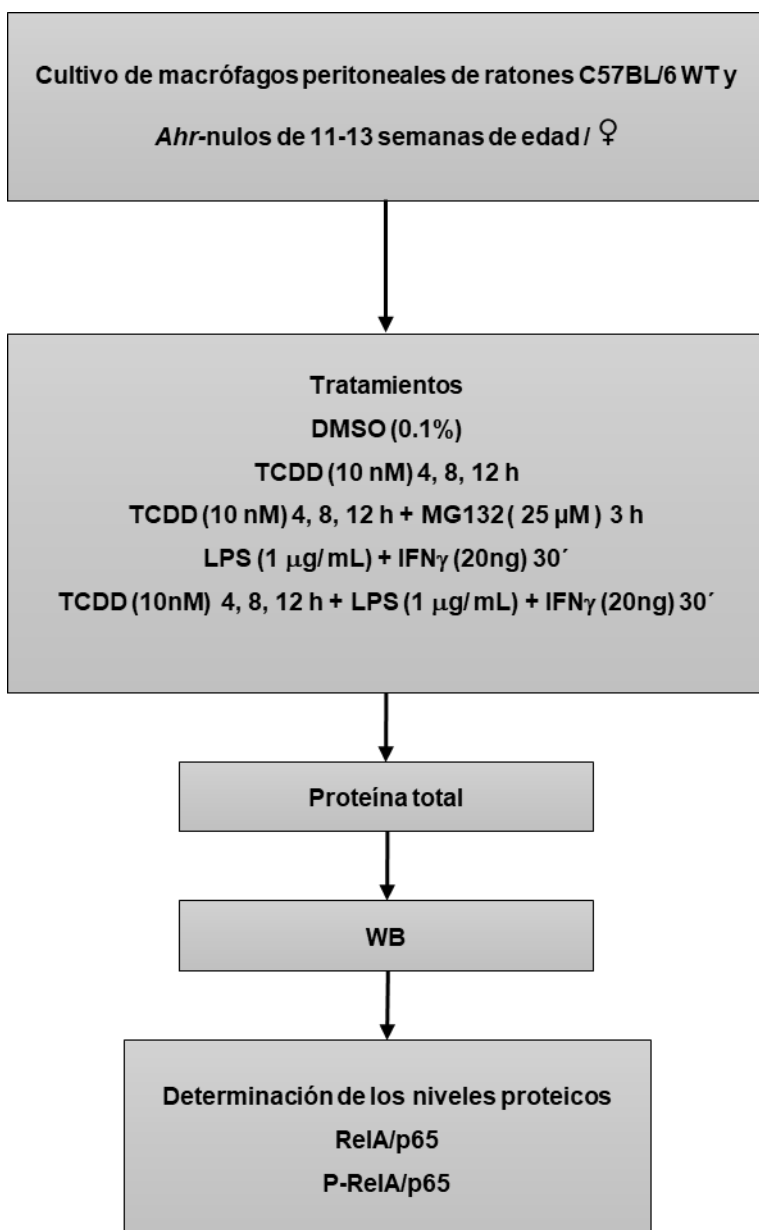 Cultivo de macrófagos peritoneales de ratones C57BL/6 WT y
Ahr-nulos de 11-13 semanas de edad / ♀
Tratamientos
DMSO (0.1%)
TCDD (10 nM) 4, 8, 12 h
TCDD (10 nM) 4, 8, 12 h + MG132 ( 25 µM ) 3 h
LPS (1 µg/ mL) + IFNγ (20ng) 30´
TCDD (10nM) 4, 8, 12 h + LPS (1 µg/ mL) + IFNγ (20ng) 30´
Proteína total
WB
Determinación de los niveles proteicos
RelA/p65
P-RelA/p65